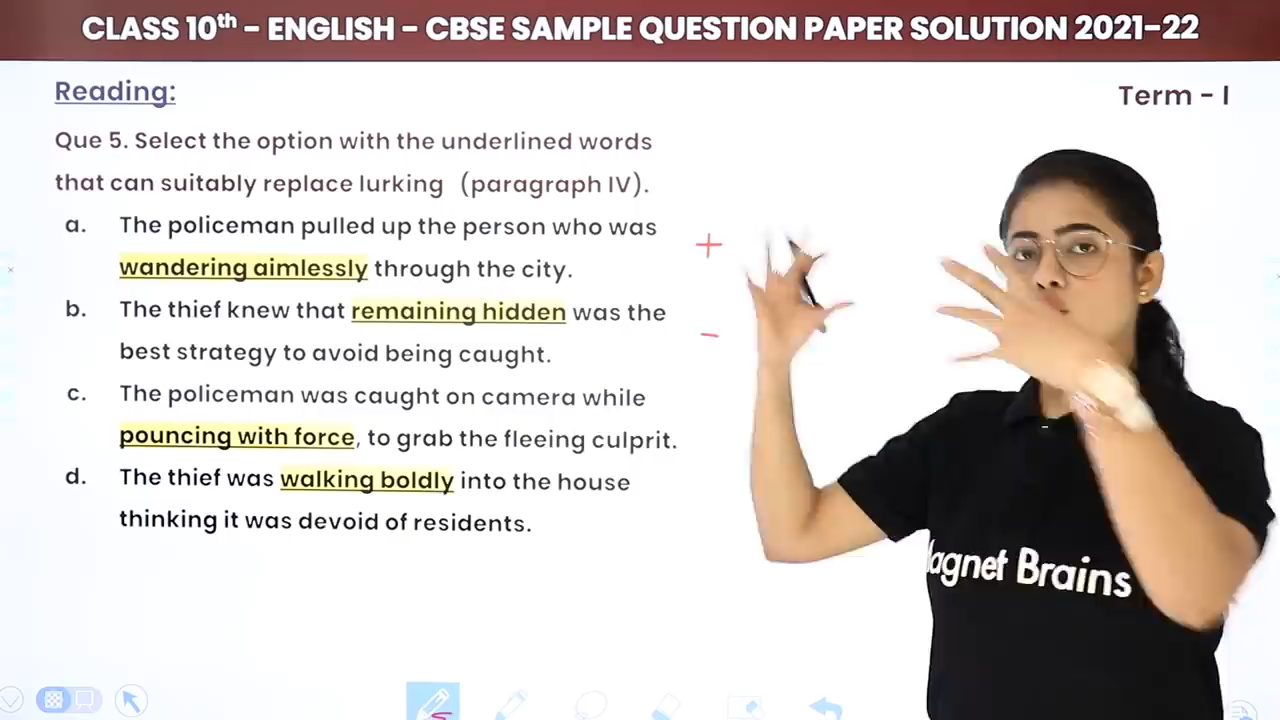 CLASS 10th – ENGLISH – CBSE SAMPLE QUESTION PAPER SOLUTION 2021–22
Reading:
Term – I
Que 5. Select the option with the underlined words
that can suitably replace lurking (paragraph IV).
a. The policeman pulled up the person who was
wandering aimlessly through the city.
b. The thief knew that remaining hidden was the
best strategy to avoid being caught.
c. The policeman was caught on camera while
pouncing with force, to grab the fleeing culprit.
d. The thief was walking boldly into the house
thinking it was devoid of residents.
+
–
Magnet Brains